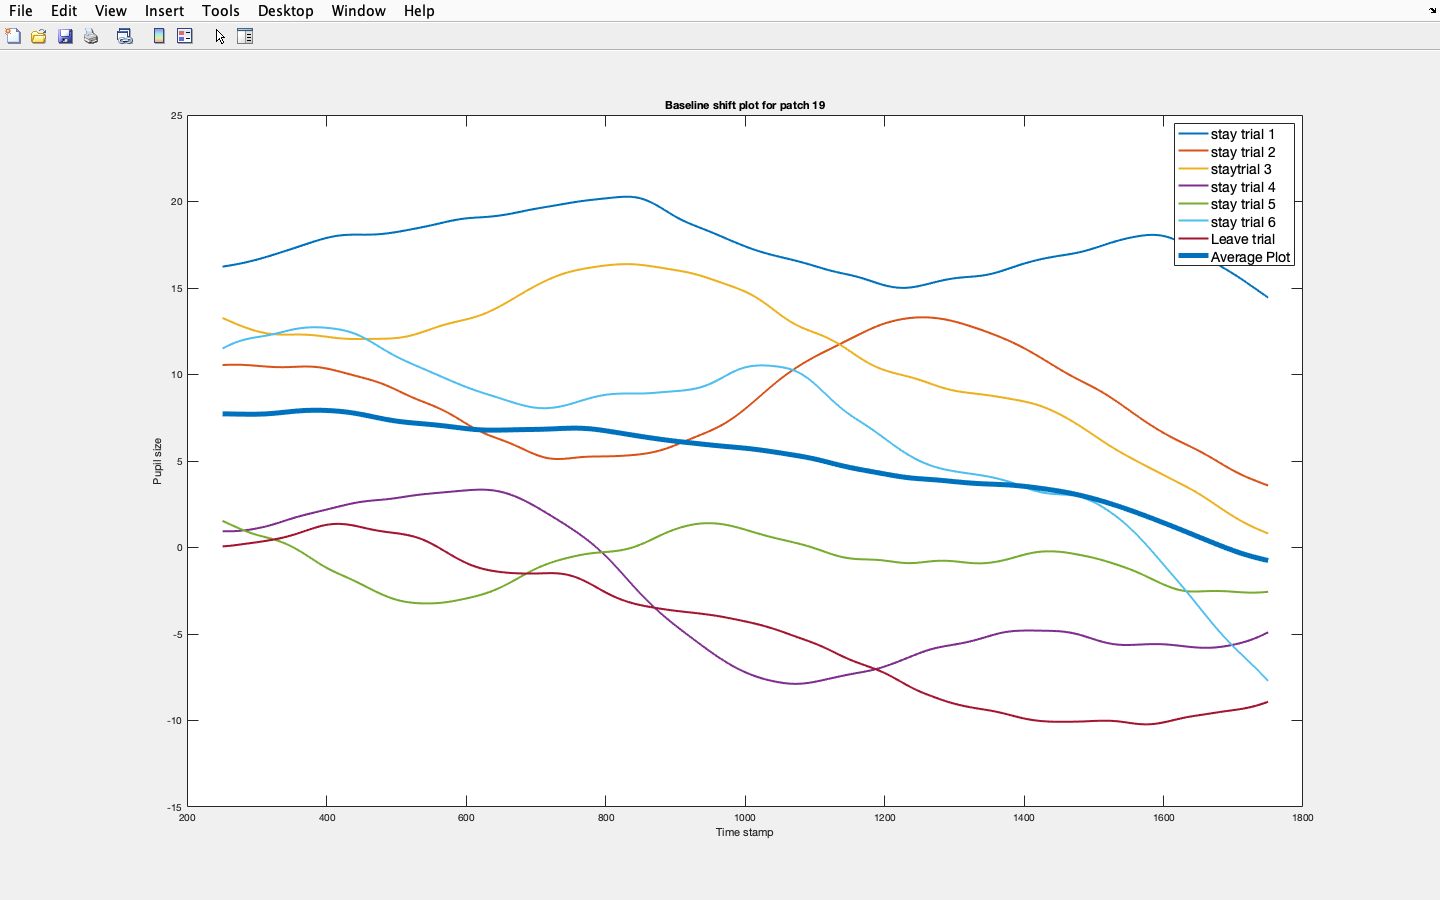 File Edit View Insert Tools Desktop Window Help
Baseline shift plot for patch 19
25
20
15
10
5
0
-5
-10
-15
Pupil size
stay trial 1
stay trial 2
staytrial 3
stay trial 4
stay trial 5
stay trial 6
Leave trial
Average Plot
200 400 600 800 1000 1200 1400 1600 1800
Time stamp